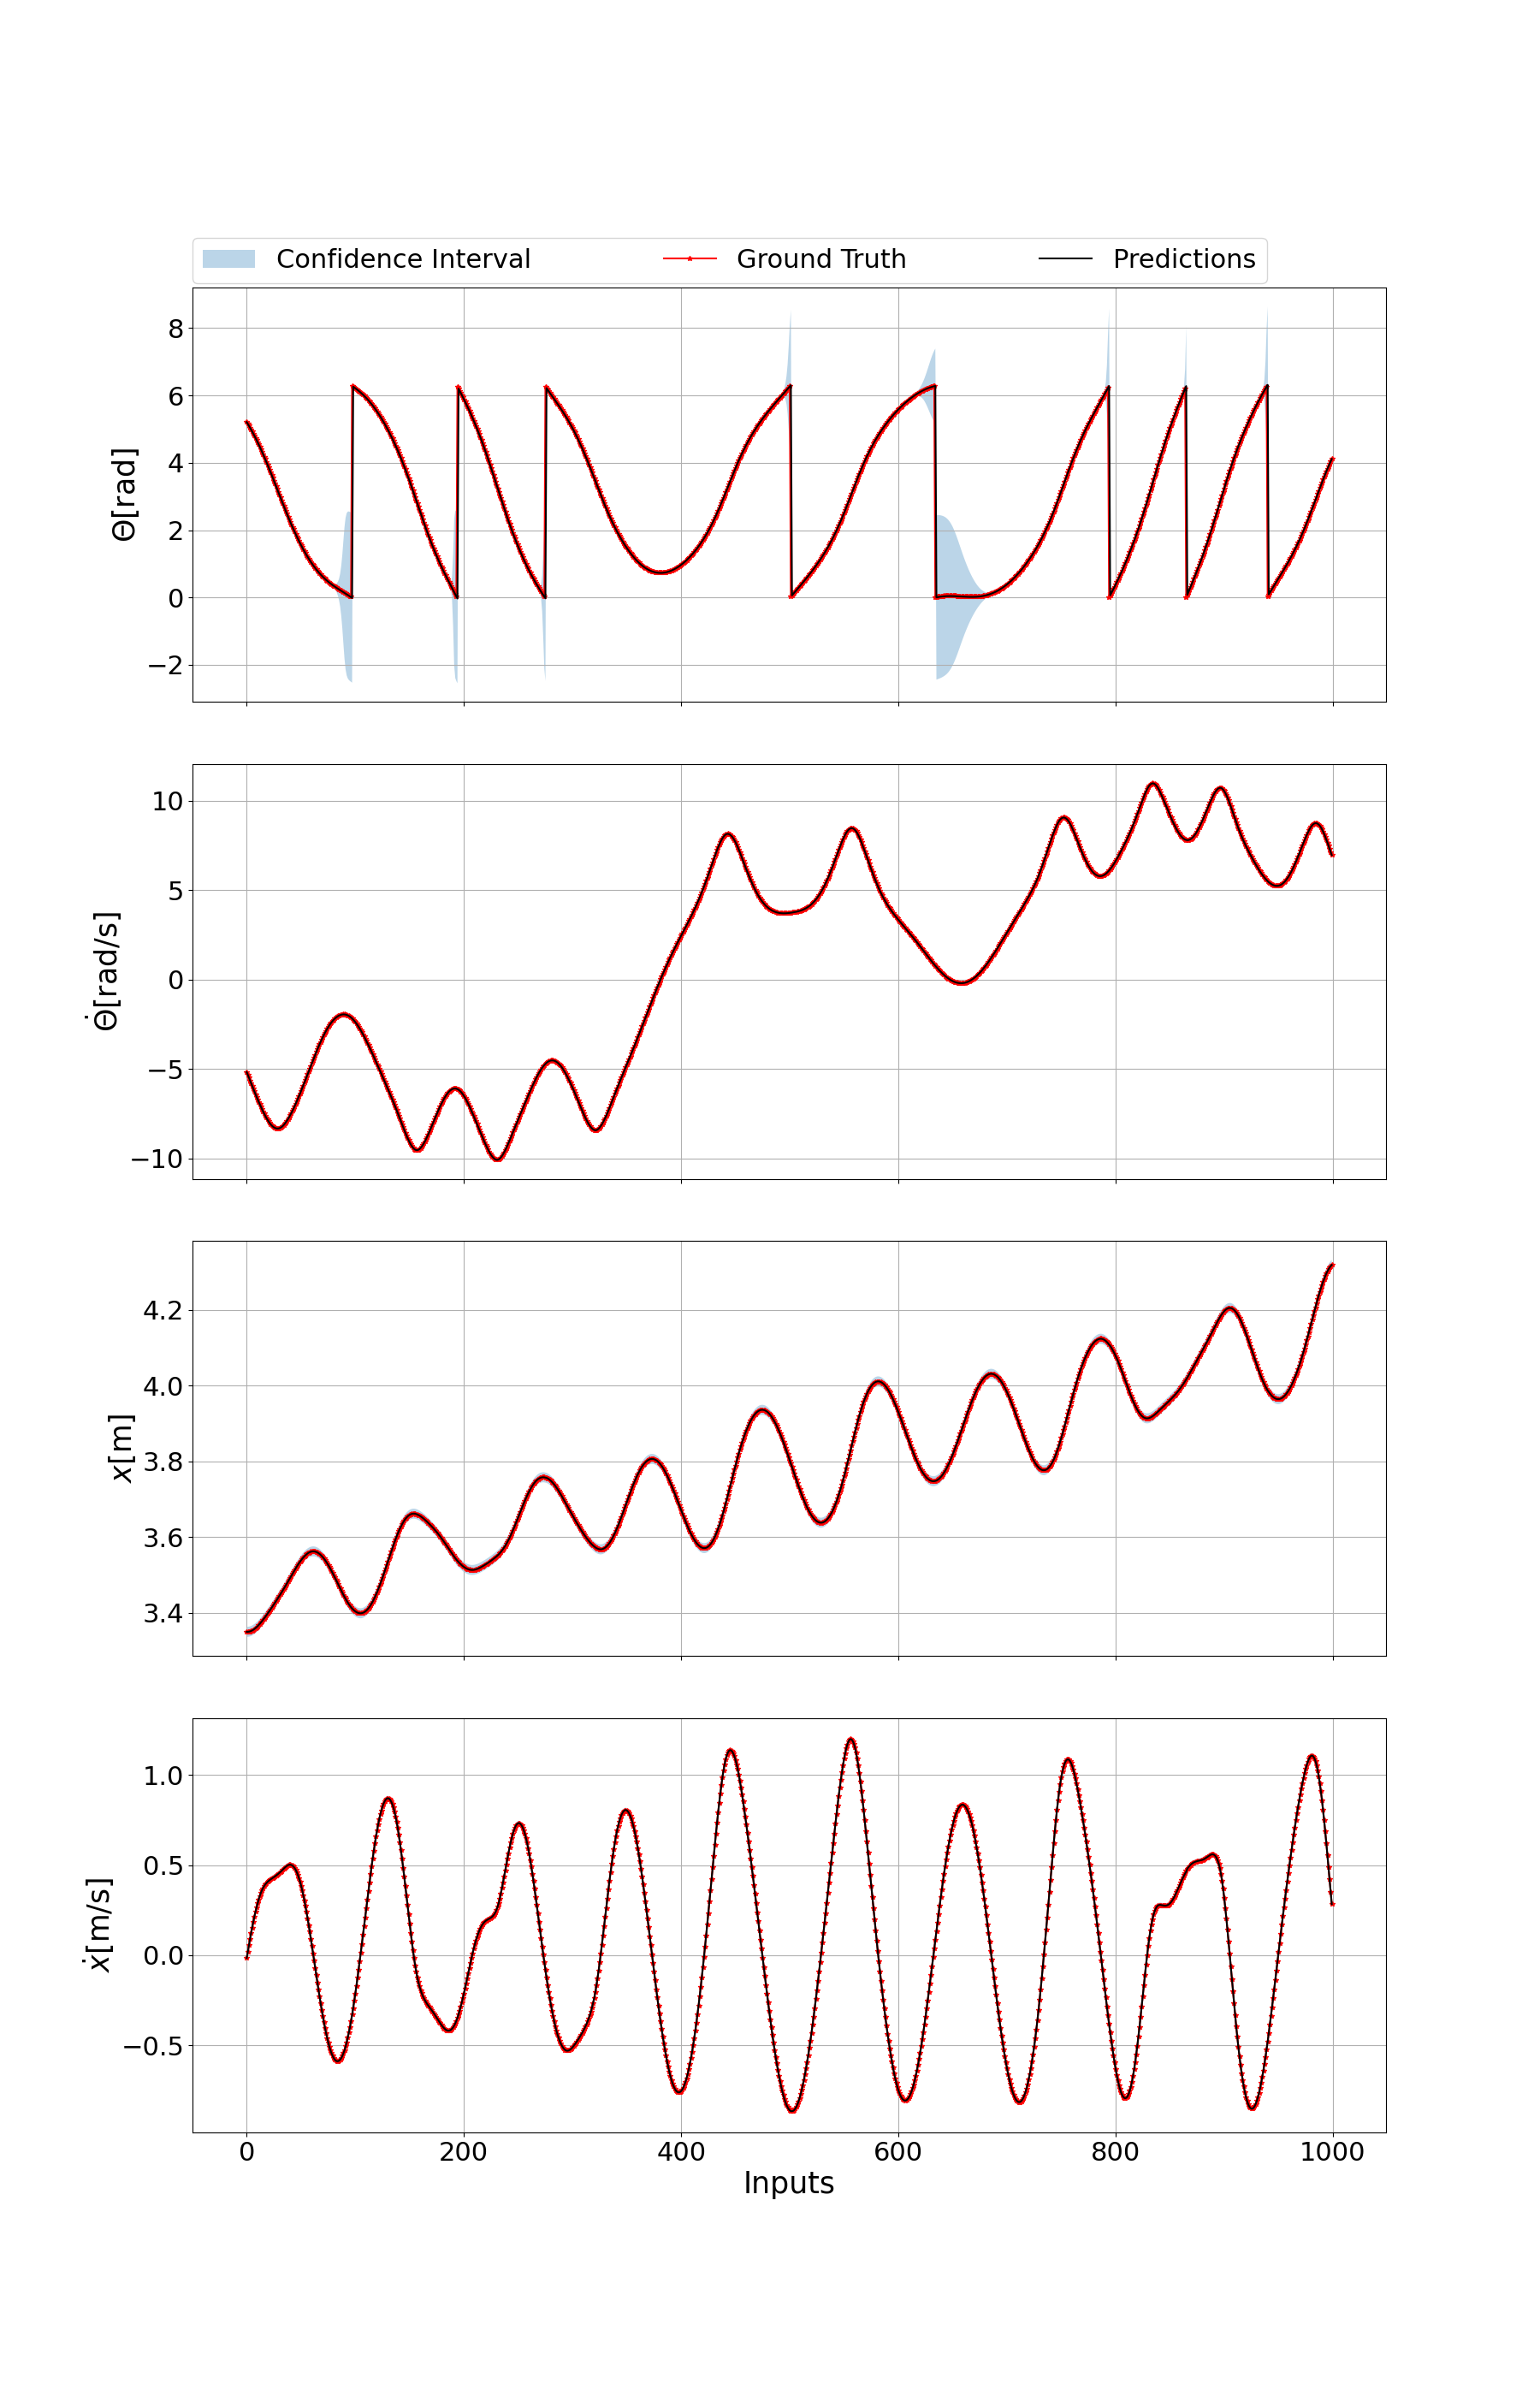 Confidence Interval Ground Truth Predictions
8
6
4
2
0
−2
Θ[rad]
10
5
0
−5
−10
Θ̇[rad/s]
4.2
4.0
3.8
3.6
3.4
x[m]
1.0
0.5
0.0
−0.5
ẋ[m/s]
0 200 400 600 800 1000
Inputs